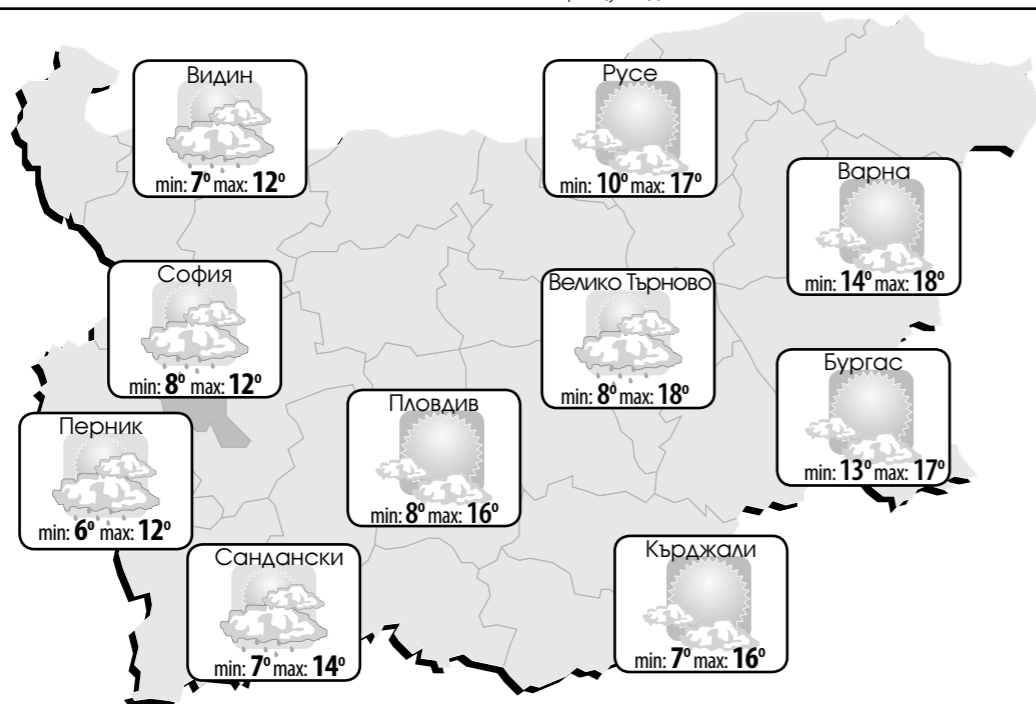 Видин
min: 7° max: 12°
Русе
min: 10° max: 17°
Варна
min: 14° max: 18°
София
min: 8° max: 12°
Велико Търново
min: 8° max: 18°
Бургас
min: 13° max: 17°
Пловдив
min: 8° max: 16°
Перник
min: 6° max: 12°
Сандански
min: 7° max: 14°
Кърджали
min: 7° max: 16°